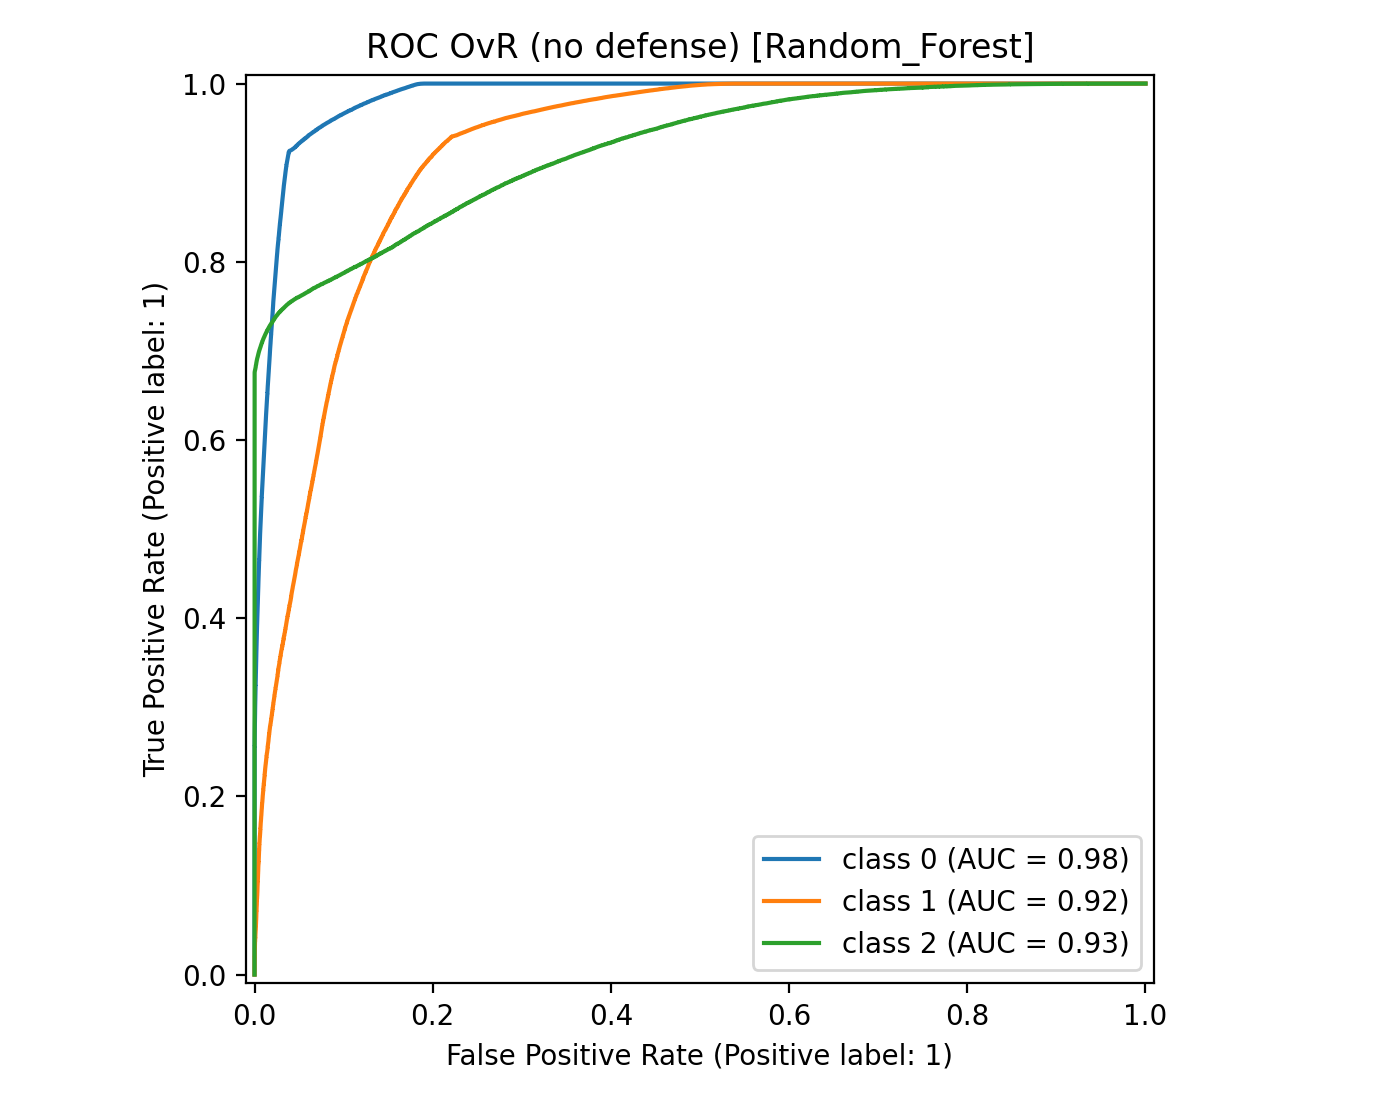 ROC OvR (no defense) [Random_Forest]
True Positive Rate (Positive label: 1)
1.0
0.8
0.6
0.4
0.2
0.0
class 0 (AUC = 0.98)
class 1 (AUC = 0.92)
class 2 (AUC = 0.93)
0.0 0.2 0.4 0.6 0.8 1.0
False Positive Rate (Positive label: 1)